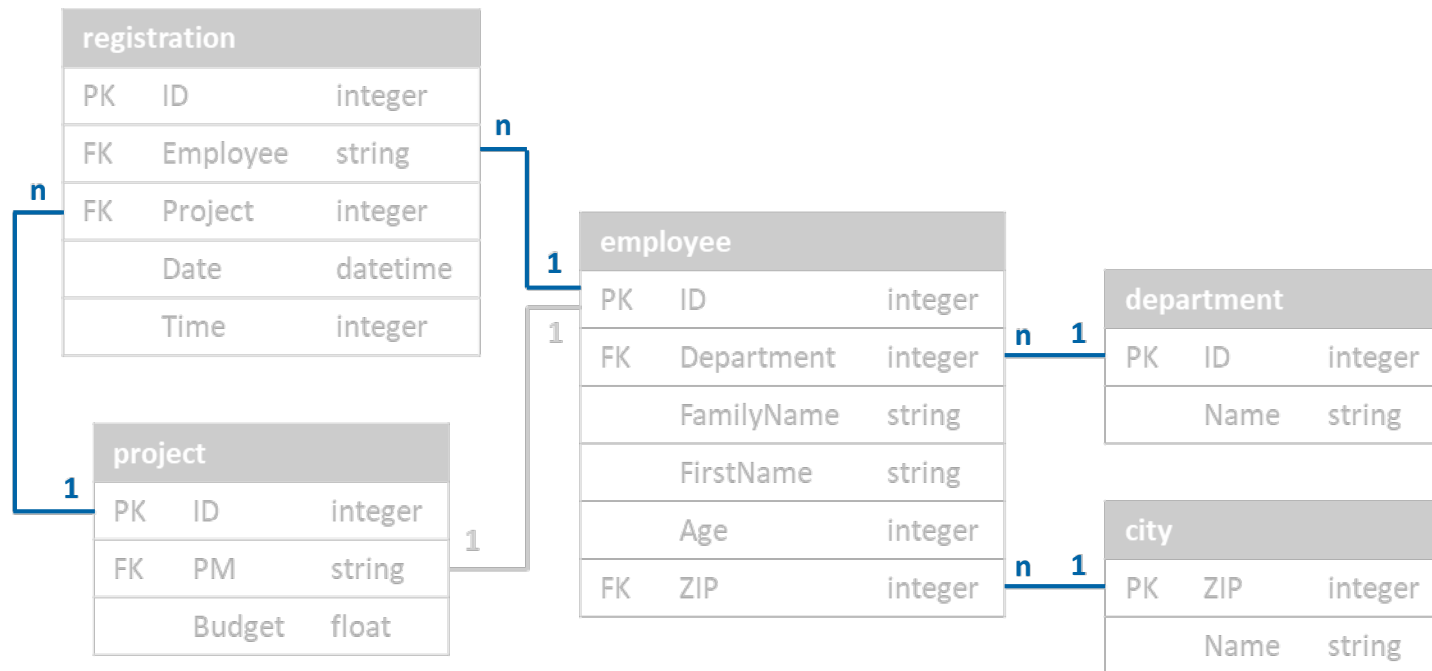 registration
PK ID integer
FK Employee string
FK Project integer
Date datetime
Time integer
n
n
1
1
project
PK ID integer
FK PM string
Budget float
1
1
employee
PK ID integer
FK Department integer
FamilyName string
FirstName string
Age integer
FK ZIP integer
n 1
n 1
department
PK ID integer
Name string
city
PK ZIP integer
Name string